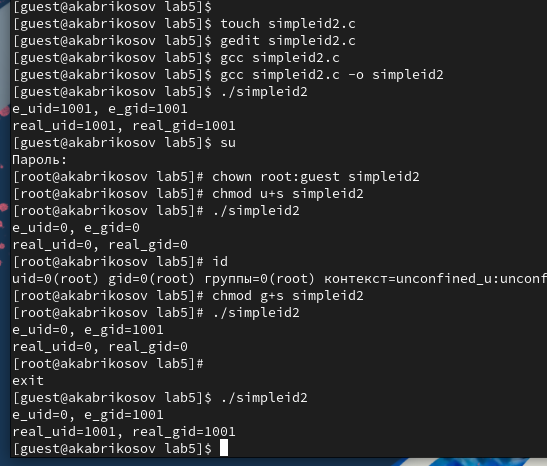 [guest@akabrikosov lab5]$
[guest@akabrikosov lab5]$ touch simpleid2.c
[guest@akabrikosov lab5]$ gedit simpleid2.c
[guest@akabrikosov lab5]$ gcc simpleid2.c
[guest@akabrikosov lab5]$ gcc simpleid2.c -o simpleid2
[guest@akabrikosov lab5]$ ./simpleid2
e_uid=1001, e_gid=1001
real_uid=1001, real_gid=1001
[guest@akabrikosov lab5]$ su
Пароль:
[root@akabrikosov lab5]# chown root:guest simpleid2
[root@akabrikosov lab5]# chmod u+s simpleid2
[root@akabrikosov lab5]# ./simpleid2
e_uid=0, e_gid=0
real_uid=0, real_gid=0
[root@akabrikosov lab5]# id
uid=0(root) gid=0(root) группы=0(root) контекст=unconfined_u:unconf
[root@akabrikosov lab5]# chmod g+s simpleid2
[root@akabrikosov lab5]# ./simpleid2
e_uid=0, e_gid=1001
real_uid=0, real_gid=0
[root@akabrikosov lab5]#
exit
[guest@akabrikosov lab5]$ ./simpleid2
e_uid=0, e_gid=1001
real_uid=1001, real_gid=1001
[guest@akabrikosov lab5]$